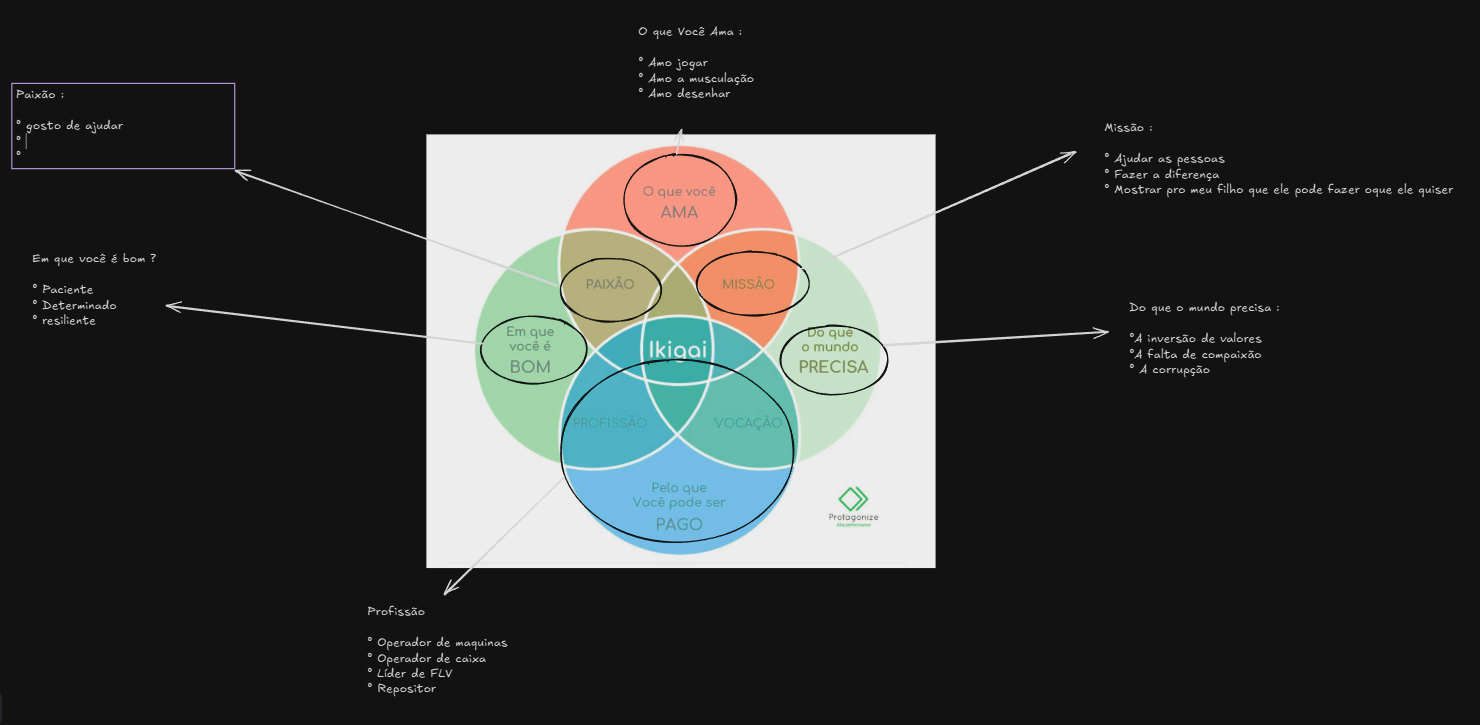 O que Você Ama :
° Amo jogar
° Amo a musculação
° Amo desenhar
Paixão :
° gosto de ajudar
°
°
Missão :
° Ajudar as pessoas
° Fazer a diferença
° Mostrar pro meu filho que ele pode fazer oque ele quiser
Em que você é bom ?
° Paciente
° Determinado
° resiliente
Do que o mundo precisa :
°A inversão de valores
°A falta de compaixão
° A corrupção
O que você
AMA
PAIXÃO
MISSÃO
Em que
você é
BOM
Ikigai
Do que
o mundo
PRECISA
PROFISSÃO
VOCAÇÃO
Pelo que
Você pode ser
PAGO
Protagonize
Profissão
° Operador de maquinas
° Operador de caixa
° Líder de FLV
° Repositor